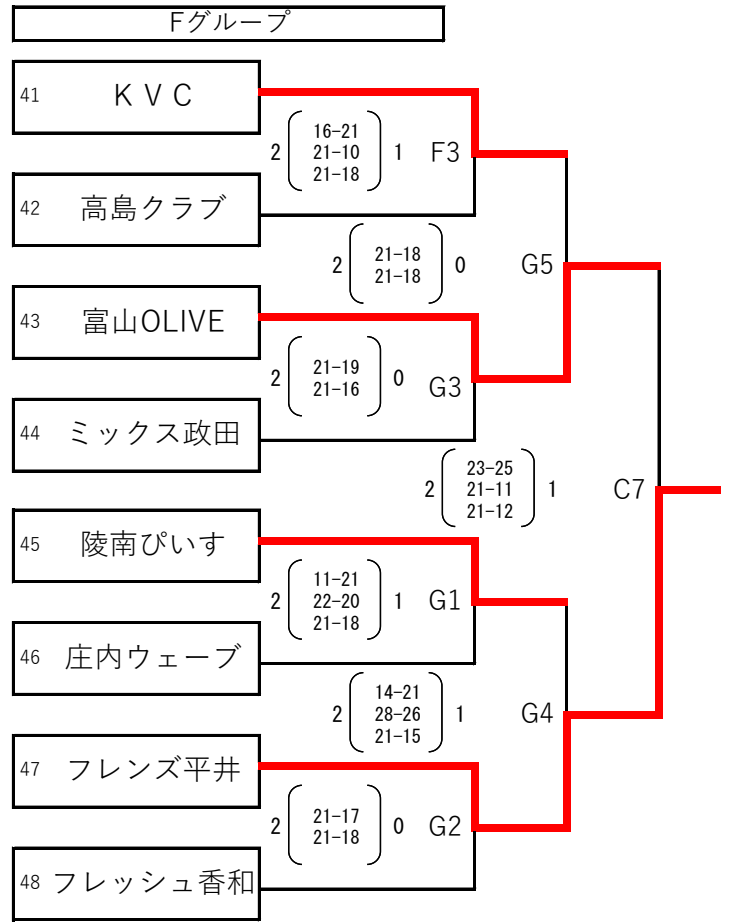 Fグループ
41 KVC
2 16-21 1 F3
21-10
21-18
42 高島クラブ
2 21-18 0 G5
21-18
43 富山OLIVE
2 21-19 0 G3
21-16
44 ミックス政田
2 23-25 1 C7
21-11
21-12
45 陵南ぴいす
2 11-21 1 G1
22-20
21-18
46 庄内ウェーブ
2 14-21 1 G4
28-26
21-15
47 フレンズ平井
2 21-17 0 G2
21-18
48 フレッシュ香和